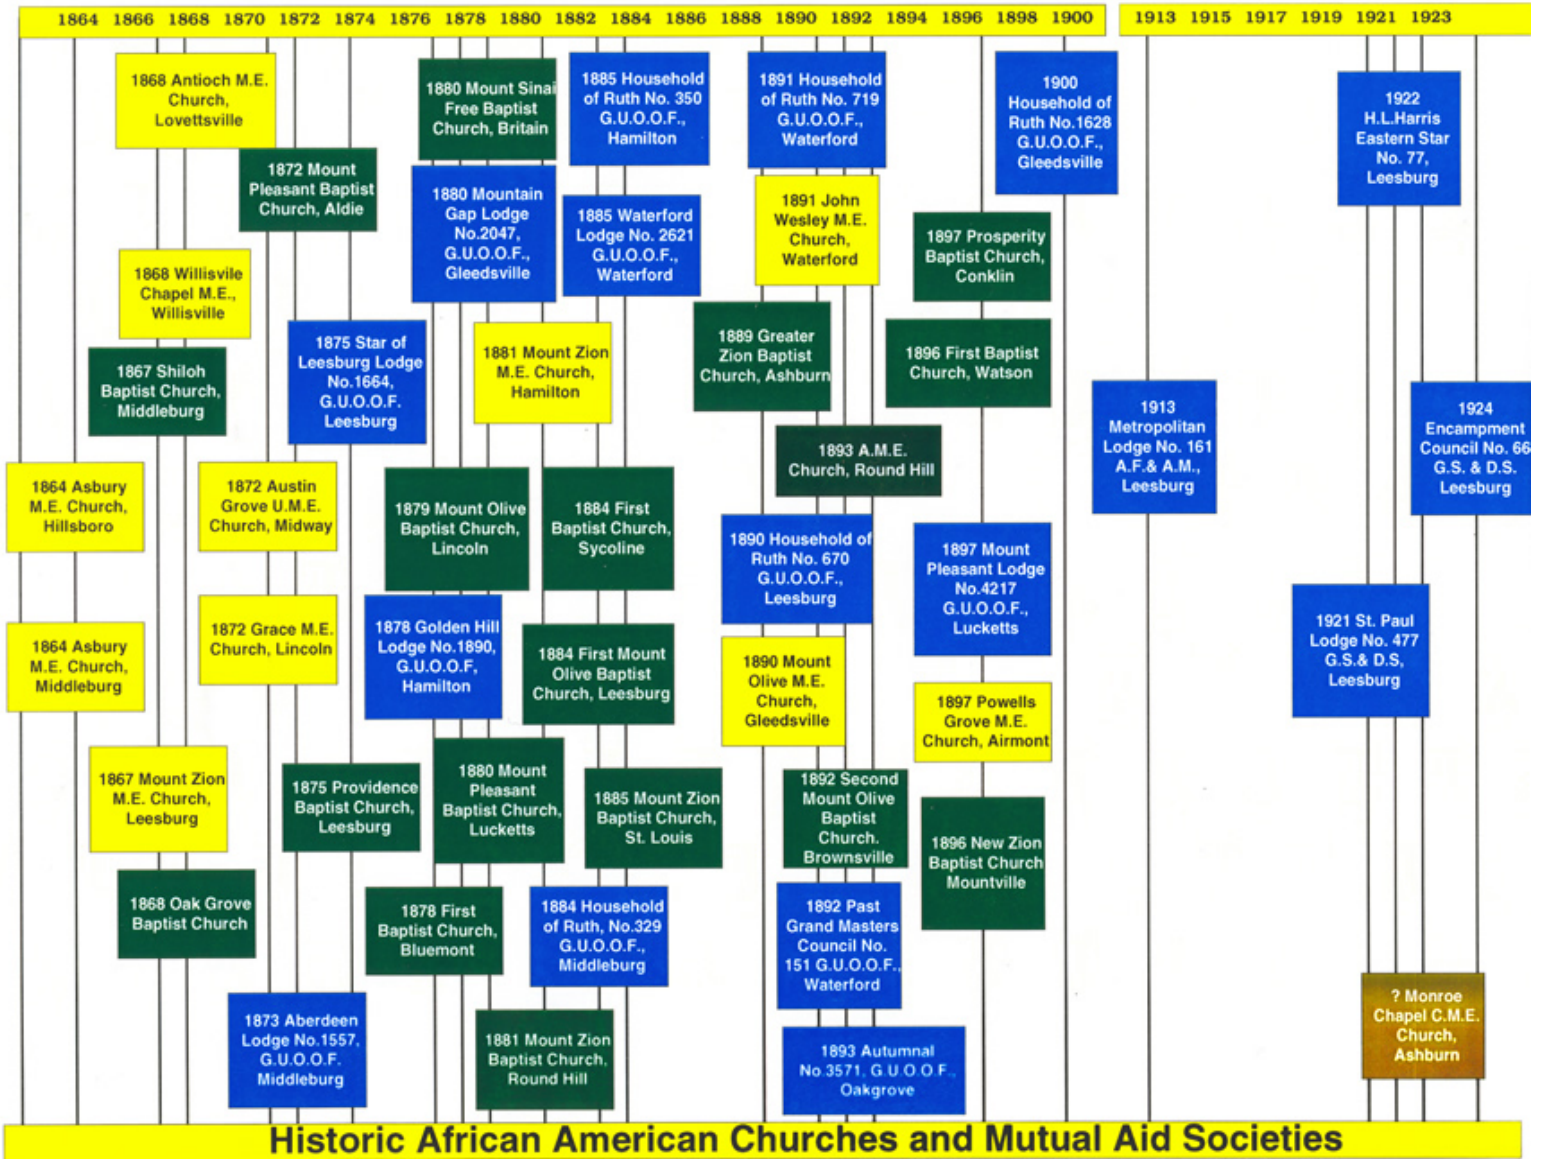 1864 1866 1868 1870 1872 1874 1876 1878 1880 1882 1884 1886 1888 1890 1892 1894 1896 1898 1900 1913 1915 1917 1919 1921 1923
1868 Antioch M.E.
Church,
Lovettsville
1880 Mount Sinai
Free Baptist
Church, Britain
1885 Household
of Ruth No. 350
G.U.O.O.F.,
Hamilton
1891 Household
of Ruth No. 719
G.U.O.O.F.,
Waterford
1900
Household of
Ruth No.1628
G.U.O.O.F.,
Gleedsville
1922
H.L.Harris
Eastern Star
No. 77,
Leesburg
1872 Mount
Pleasant Baptist
Church, Aldie
1880 Mountain
Gap Lodge
No.2047,
G.U.O.O.F.,
Gleedsville
1885 Waterford
Lodge No. 2621
G.U.O.O.F.,
Waterford
1891 John
Wesley M.E.
Church,
Waterford
1897 Prosperity
Baptist Church,
Conklin
1868 Willisvile
Chapel M.E.,
Willisville
1875 Star of
Leesburg Lodge
No.1664,
G.U.O.O.F.
Leesburg
1881 Mount Zion
M.E. Church,
Hamilton
1889 Greater
Zion Baptist
Church, Ashburn
1896 First Baptist
Church, Watson
1867 Shiloh
Baptist Church,
Middleburg
1913
Metropolitan
Lodge No. 161
A.F.& A.M.,
Leesburg
1924
Encampment
Council No. 66
G.S. & D.S.
Leesburg
1893 A.M.E.
Church, Round Hill
1864 Asbury
M.E. Church,
Hillsboro
1872 Austin
Grove U.M.E.
Church, Midway
1879 Mount Olive
Baptist Church,
Lincoln
1884 First
Baptist Church,
Sycoline
1890 Household of
Ruth No. 670
G.U.O.O.F.,
Leesburg
1897 Mount
Pleasant Lodge
No.4217
G.U.O.O.F.,
Lucketts
1864 Asbury
M.E. Church,
Middleburg
1872 Grace M.E.
Church, Lincoln
1878 Golden Hill
Lodge No.1890,
G.U.O.O.F,
Hamilton
1884 First Mount
Olive Baptist
Church, Leesburg
1890 Mount
Olive M.E.
Church,
Gleedsville
1921 St. Paul
Lodge No. 477
G.S.& D.S,
Leesburg
1897 Powells
Grove M.E.
Church, Airmont
1867 Mount Zion
M.E. Church,
Leesburg
1875 Providence
Baptist Church,
Leesburg
1880 Mount
Pleasant
Baptist Church,
Lucketts
1885 Mount Zion
Baptist Church,
St. Louis
1892 Second
Mount Olive
Baptist
Church.
Brownsville
1896 New Zion
Baptist Church
Mountville
1868 Oak Grove
Baptist Church
1878 First
Baptist Church,
Bluemont
1884 Household
of Ruth, No.329
G.U.O.O.F.,
Middleburg
1892 Past
Grand Masters
Council No.
151 G.U.O.O.F.,
Waterford
1873 Aberdeen
Lodge No.1557,
G.U.O.O.F.
Middleburg
1881 Mount Zion
Baptist Church,
Round Hill
1893 Autumnal
No.3571, G.U.O.O.F.,
Oakgrove
? Monroe
Chapel C.M.E.
Church,
Ashburn
Historic African American Churches and Mutual Aid Societies